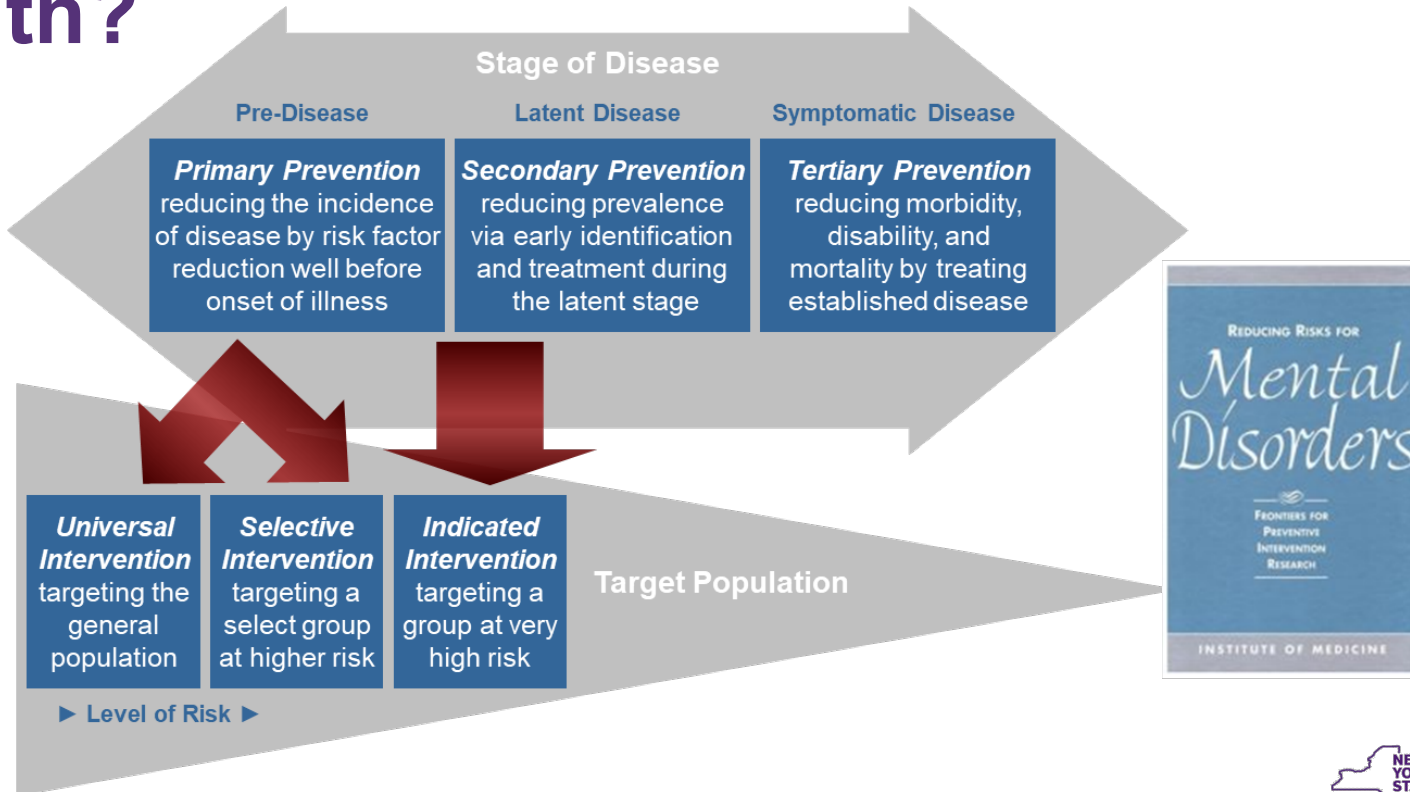 th?
Stage of Disease
Pre-Disease
Latent Disease
Symptomatic Disease
Primary Prevention
reducing the incidence
of disease by risk factor
reduction well before
onset of illness
Secondary Prevention
reducing prevalence
via early identification
and treatment during
the latent stage
Tertiary Prevention
reducing morbidity,
disability, and
mortality by treating
established disease
Universal
Intervention
targeting the
general
population
Selective
Intervention
targeting a
select group
at higher risk
Indicated
Intervention
targeting a
group at very
high risk
Target Population
► Level of Risk ►
REDUCING RISKS FOR
Mental
Disorders
FRONTIERS FOR
PREVENTIVE
INTERVENTION
RESEARCH
INSTITUTE OF MEDICINE
NE
YO
ST